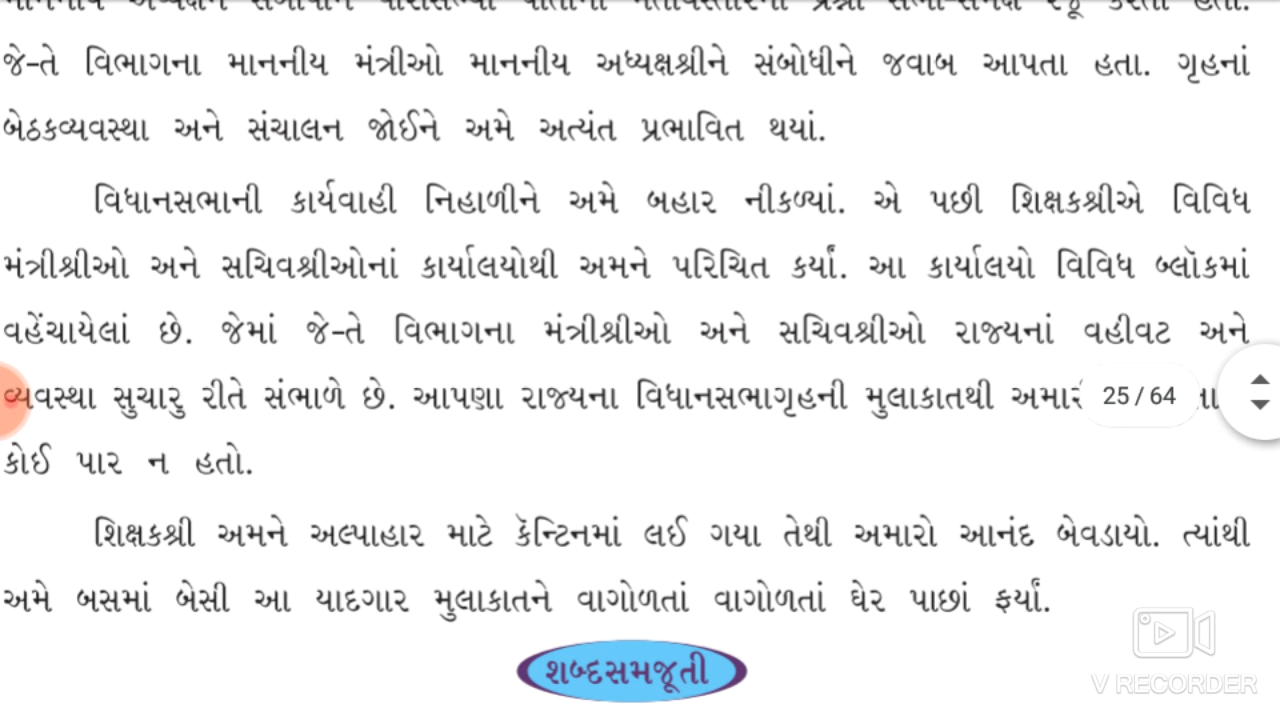 જે-તે વિભાગના માનનીય મંત્રીઓ માનનીય અધ્યક્ષશ્રીને સંબોધીને જવાબ આપતા હતા. ગૃહનાં
બેઠકવ્યવસ્થા અને સંચાલન જોઈને અમે અત્યંત પ્રભાવિત થયાં.
વિધાનસભાની કાર્યવાહી નિહાળીને અમે બહાર નીકળ્યાં. એ પછી શિક્ષકશ્રીએ વિવિધ
મંત્રીશ્રીઓ અને સચિવશ્રીઓનાં કાર્યાલયોથી અમને પરિચિત કર્યાં. આ કાર્યાલયો વિવિધ બ્લૉકમાં
વહેંચાયેલાં છે. જેમાં જે-તે વિભાગના મંત્રીશ્રીઓ અને સચિવશ્રીઓ રાજ્યનાં વહીવટ અને
વ્યવસ્થા સુચારુ રીતે સંભાળે છે. આપણા રાજ્યના વિધાનસભાગૃહની મુલાકાતથી 25 / 64
કોઈ પાર ન હતો.
શિક્ષકશ્રી અમને અલ્પાહાર માટે કૅન્ટિનમાં લઈ ગયા તેથી અમારો આનંદ બેવડાયો. ત્યાંથી
અમે બસમાં બેસી આ યાદગાર મુલાકાતને વાગોળતાં વાગોળતાં ઘેર પાછાં ફર્યાં.
શબ્દસમજૂતી
V RECORDER